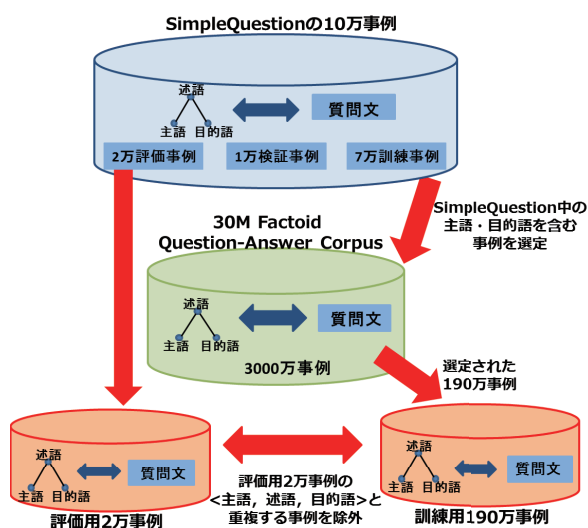 SimpleQuestionの10万事例
述語
主語 目的語
質問文
2万評価事例
1万検証事例
7万訓練事例
SimpleQuestion中の
主語・目的語を含む
事例を選定
30M Factoid
Question-Answer Corpus
述語
主語 目的語
質問文
3000万事例
選定された
190万事例
述語
主語 目的語
質問文
評価用2万事例
評価用2万事例の
<主語，述語，目的語>と
重複する事例を除外
述語
主語 目的語
質問文
訓練用190万事例